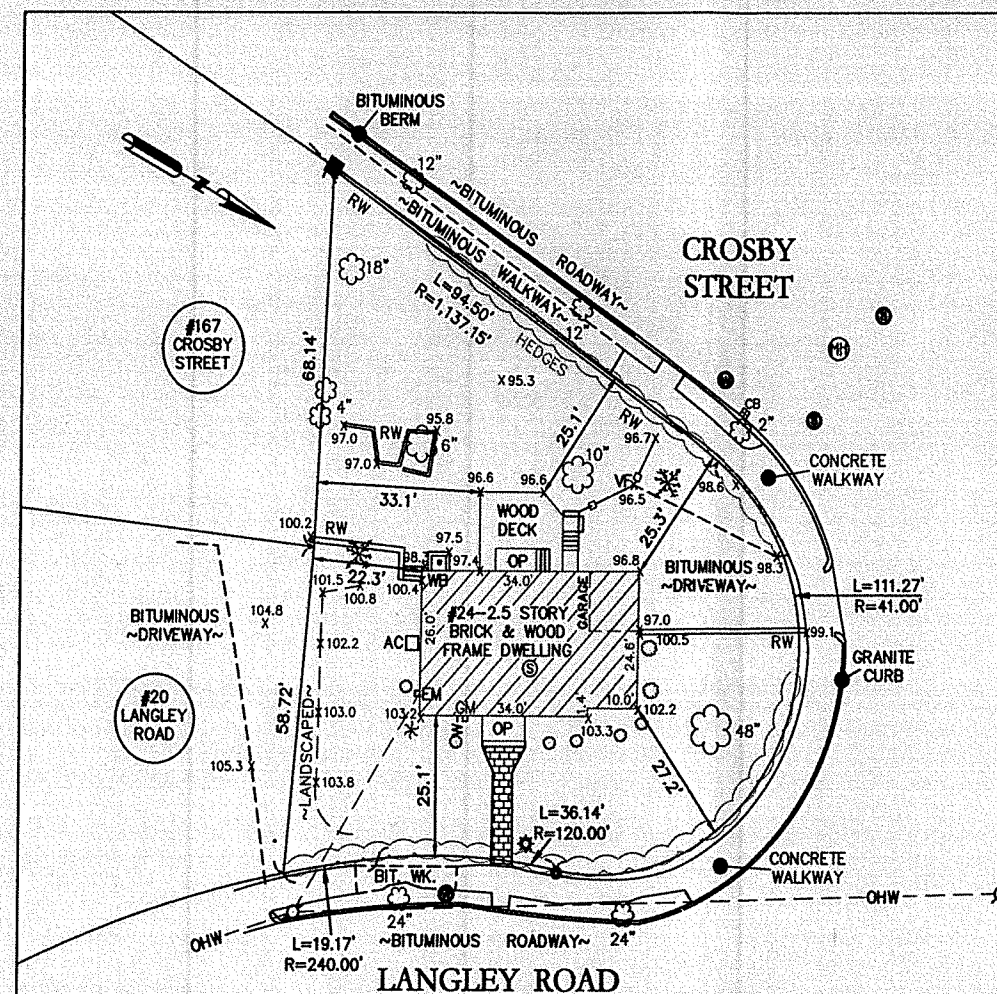 BITUMINOUS
BERM
12"
~BITUMINOUS ROADWAY~
~BITUMINOUS WALKWAY~
12"
RW
N
CROSBY
STREET
18"
L=94.50'
R=1,137.15'
HEDGES
MH
#167
CROSBY
STREET
68.14'
95.3
CB
2"
4"
97.0
RW
95.8
6"
97.0
25.1'
RW
96.7
10"
VF
96.5
98.6
CONCRETE
WALKWAY
96.6
96.6
33.1'
WOOD
DECK
25.3'
100.2
RW
97.5
98.3
97.4
OP
96.8
98.3
22.3'
100.4
WB
34.0'
BITUMINOUS
~DRIVEWAY~
L=111.27'
R=41.00'
101.5
100.8
BITUMINOUS
~DRIVEWAY~
104.8
#24-2.5 STORY
BRICK & WOOD
FRAME DWELLING
GARAGE
26.0'
24.6'
97.0
100.5
RW
99.1
102.2
AC
S
GRANITE
CURB
#20
LANGLEY
ROAD
58.72'
~LANDSCAPED~
103.0
EM
103.2
GM
W
34.0'
1.4'
10.0'
102.2
OP
103.3
48"
105.3
103.8
25.1'
27.2'
L=36.14'
R=120.00'
BIT. WK.
CONCRETE
WALKWAY
OHW
24"
24"
OHW
L=19.17'
R=240.00'
~BITUMINOUS ROADWAY~
LANGLEY ROAD